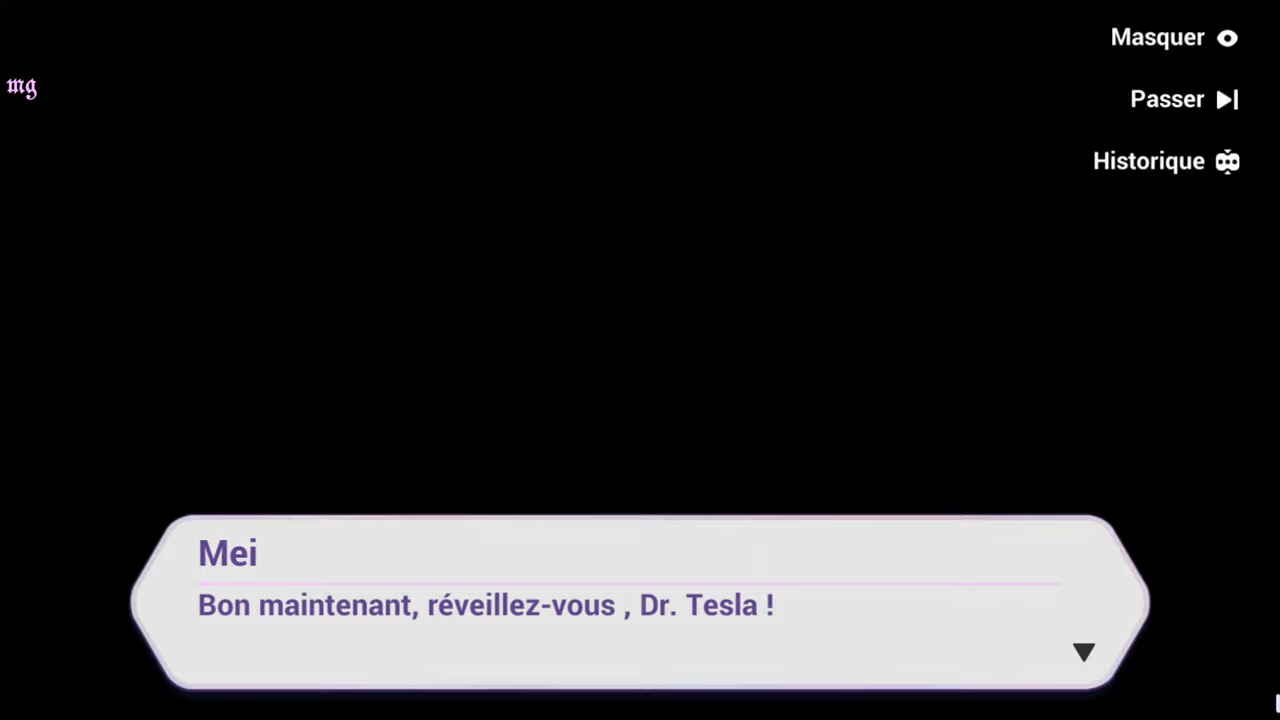 Masquer
mg
Passer
Historique
Mei
Bon maintenant, réveillez-vous , Dr. Tesla !